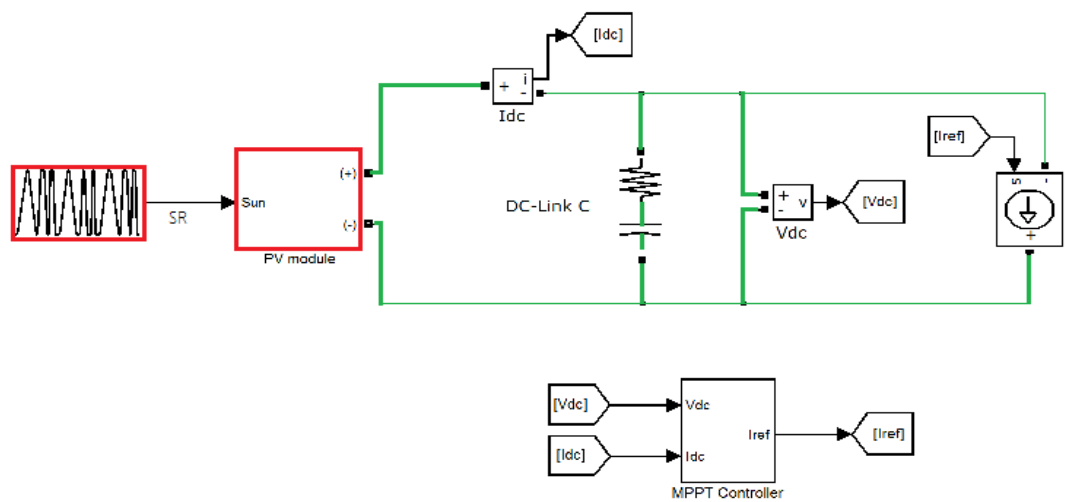 [Idc]
+
i
-
Idc
[Iref]
(+)
Sun
SR
(-)
PV module
DC-Link C
+
-
v
Vdc
[Vdc]
s
-
+
[Vdc]
Vdc
Iref
[Iref]
[Idc]
Idc
MPPT Controller